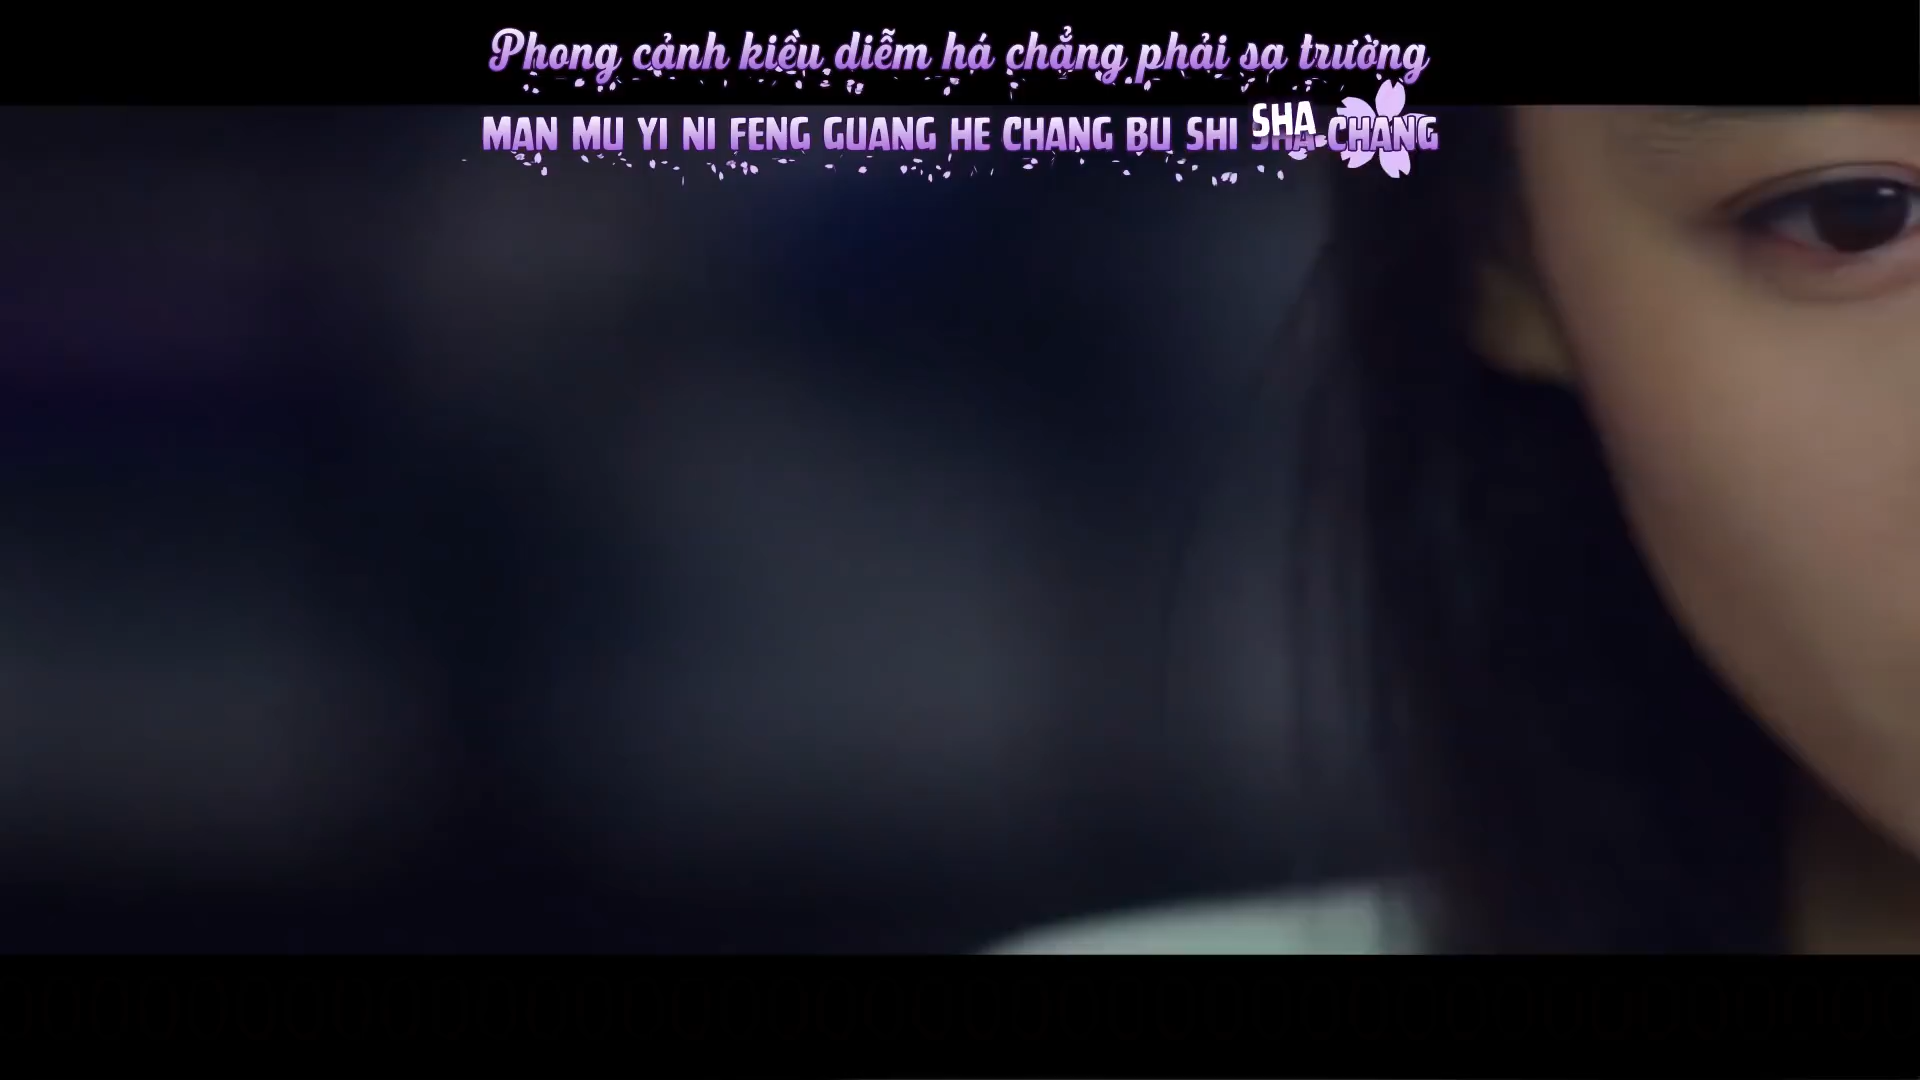 Phong cảnh kiều diễm há chẳng phải sa trường
MAN MU YI NI FENG GUANG HE CHANG BU SHI SHA CHANG